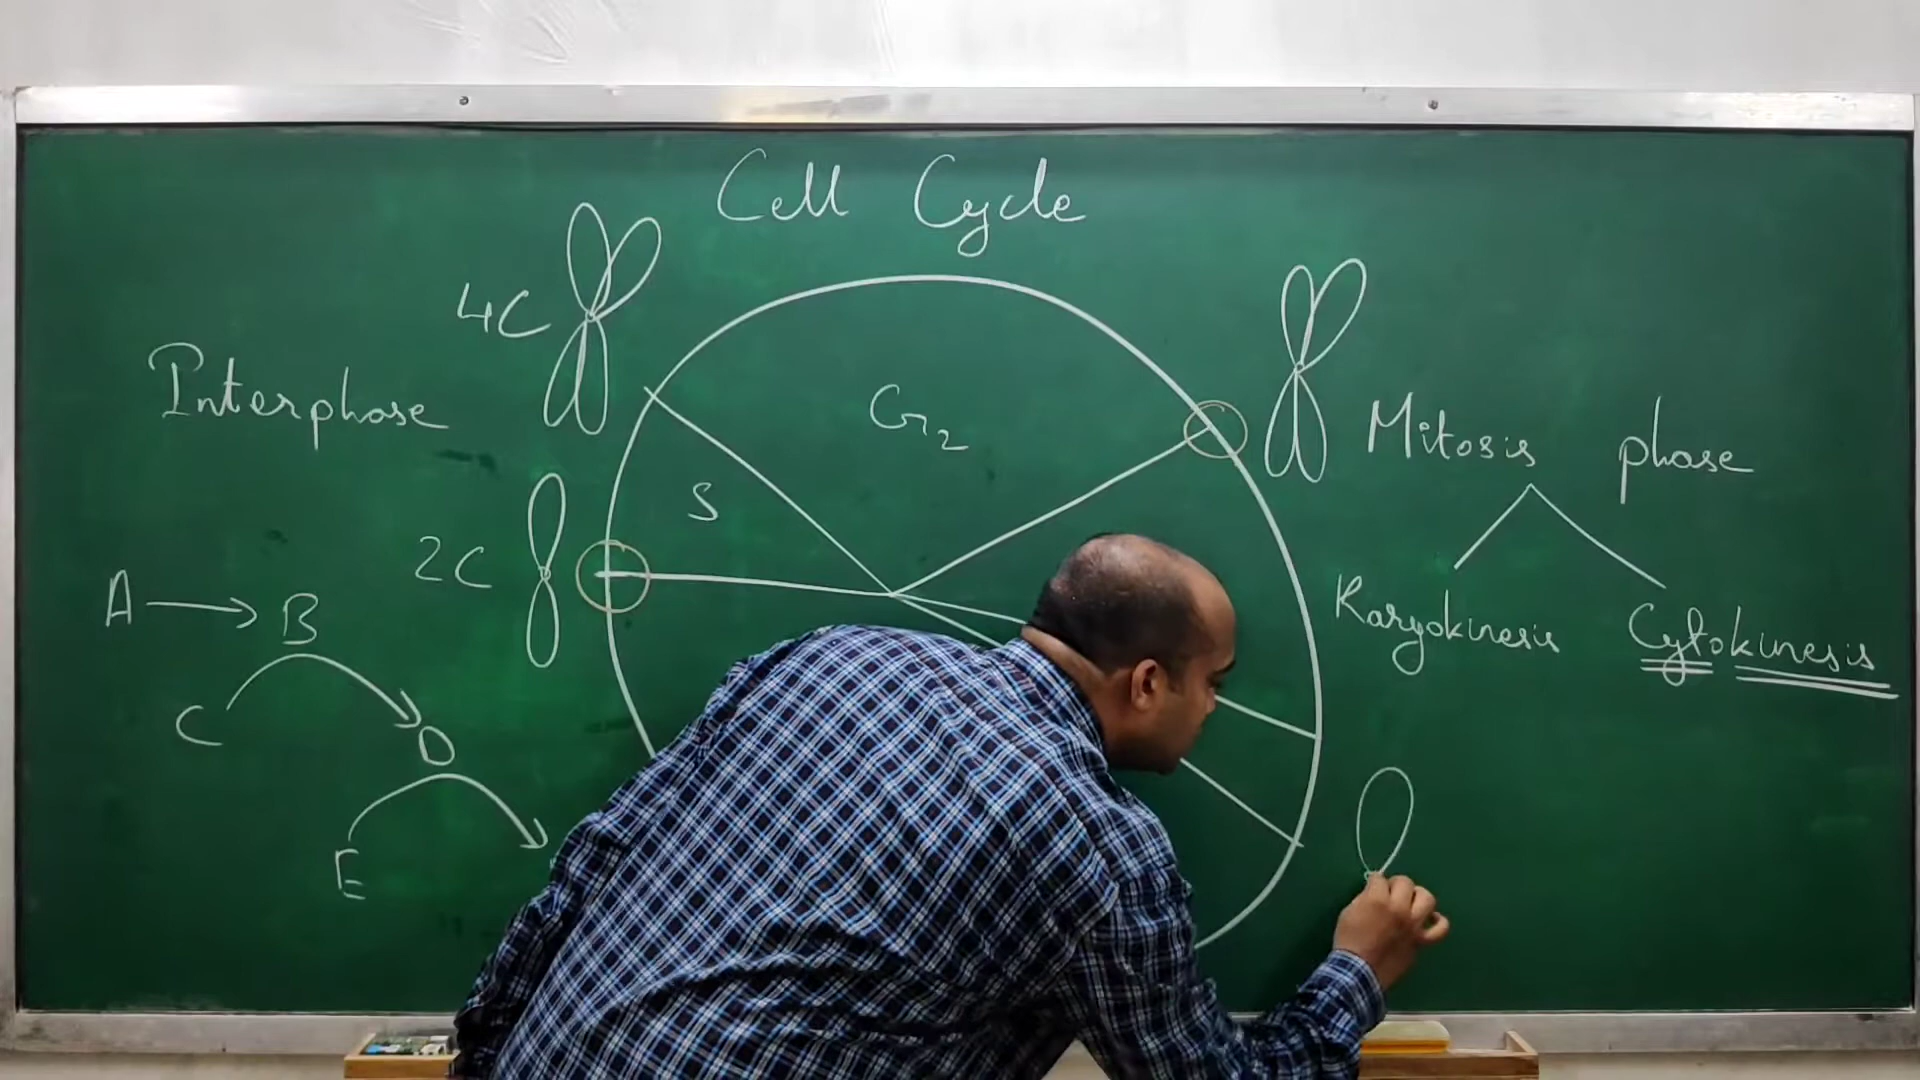 Cell Cycle
4C
Interphase
G2
Mitosis phase
S
2C
A → B
Karyokinesis Cytokinesis
C
D
E